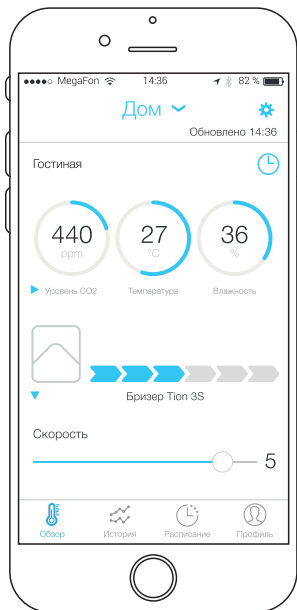 MegaFon 14:36 82 %
Дом
Обновлено 14:36
Гостиная
440 27 36
ppm °C %
Уровень CO2 Температура Влажность
Бризер Tion 3S
Скорость
5
Обзор История Расписание Профиль